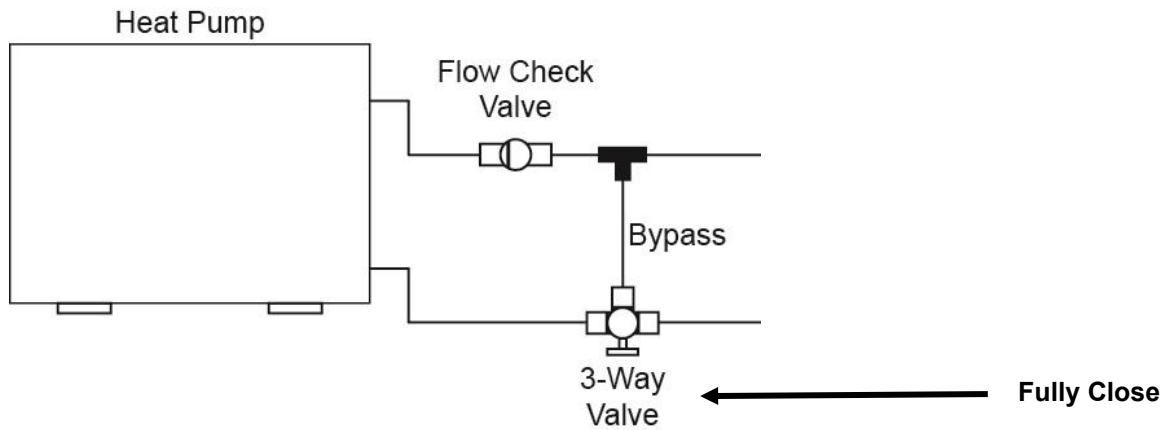 Heat Pump
Flow Check
Valve
Bypass
3-Way
Valve
Fully Close